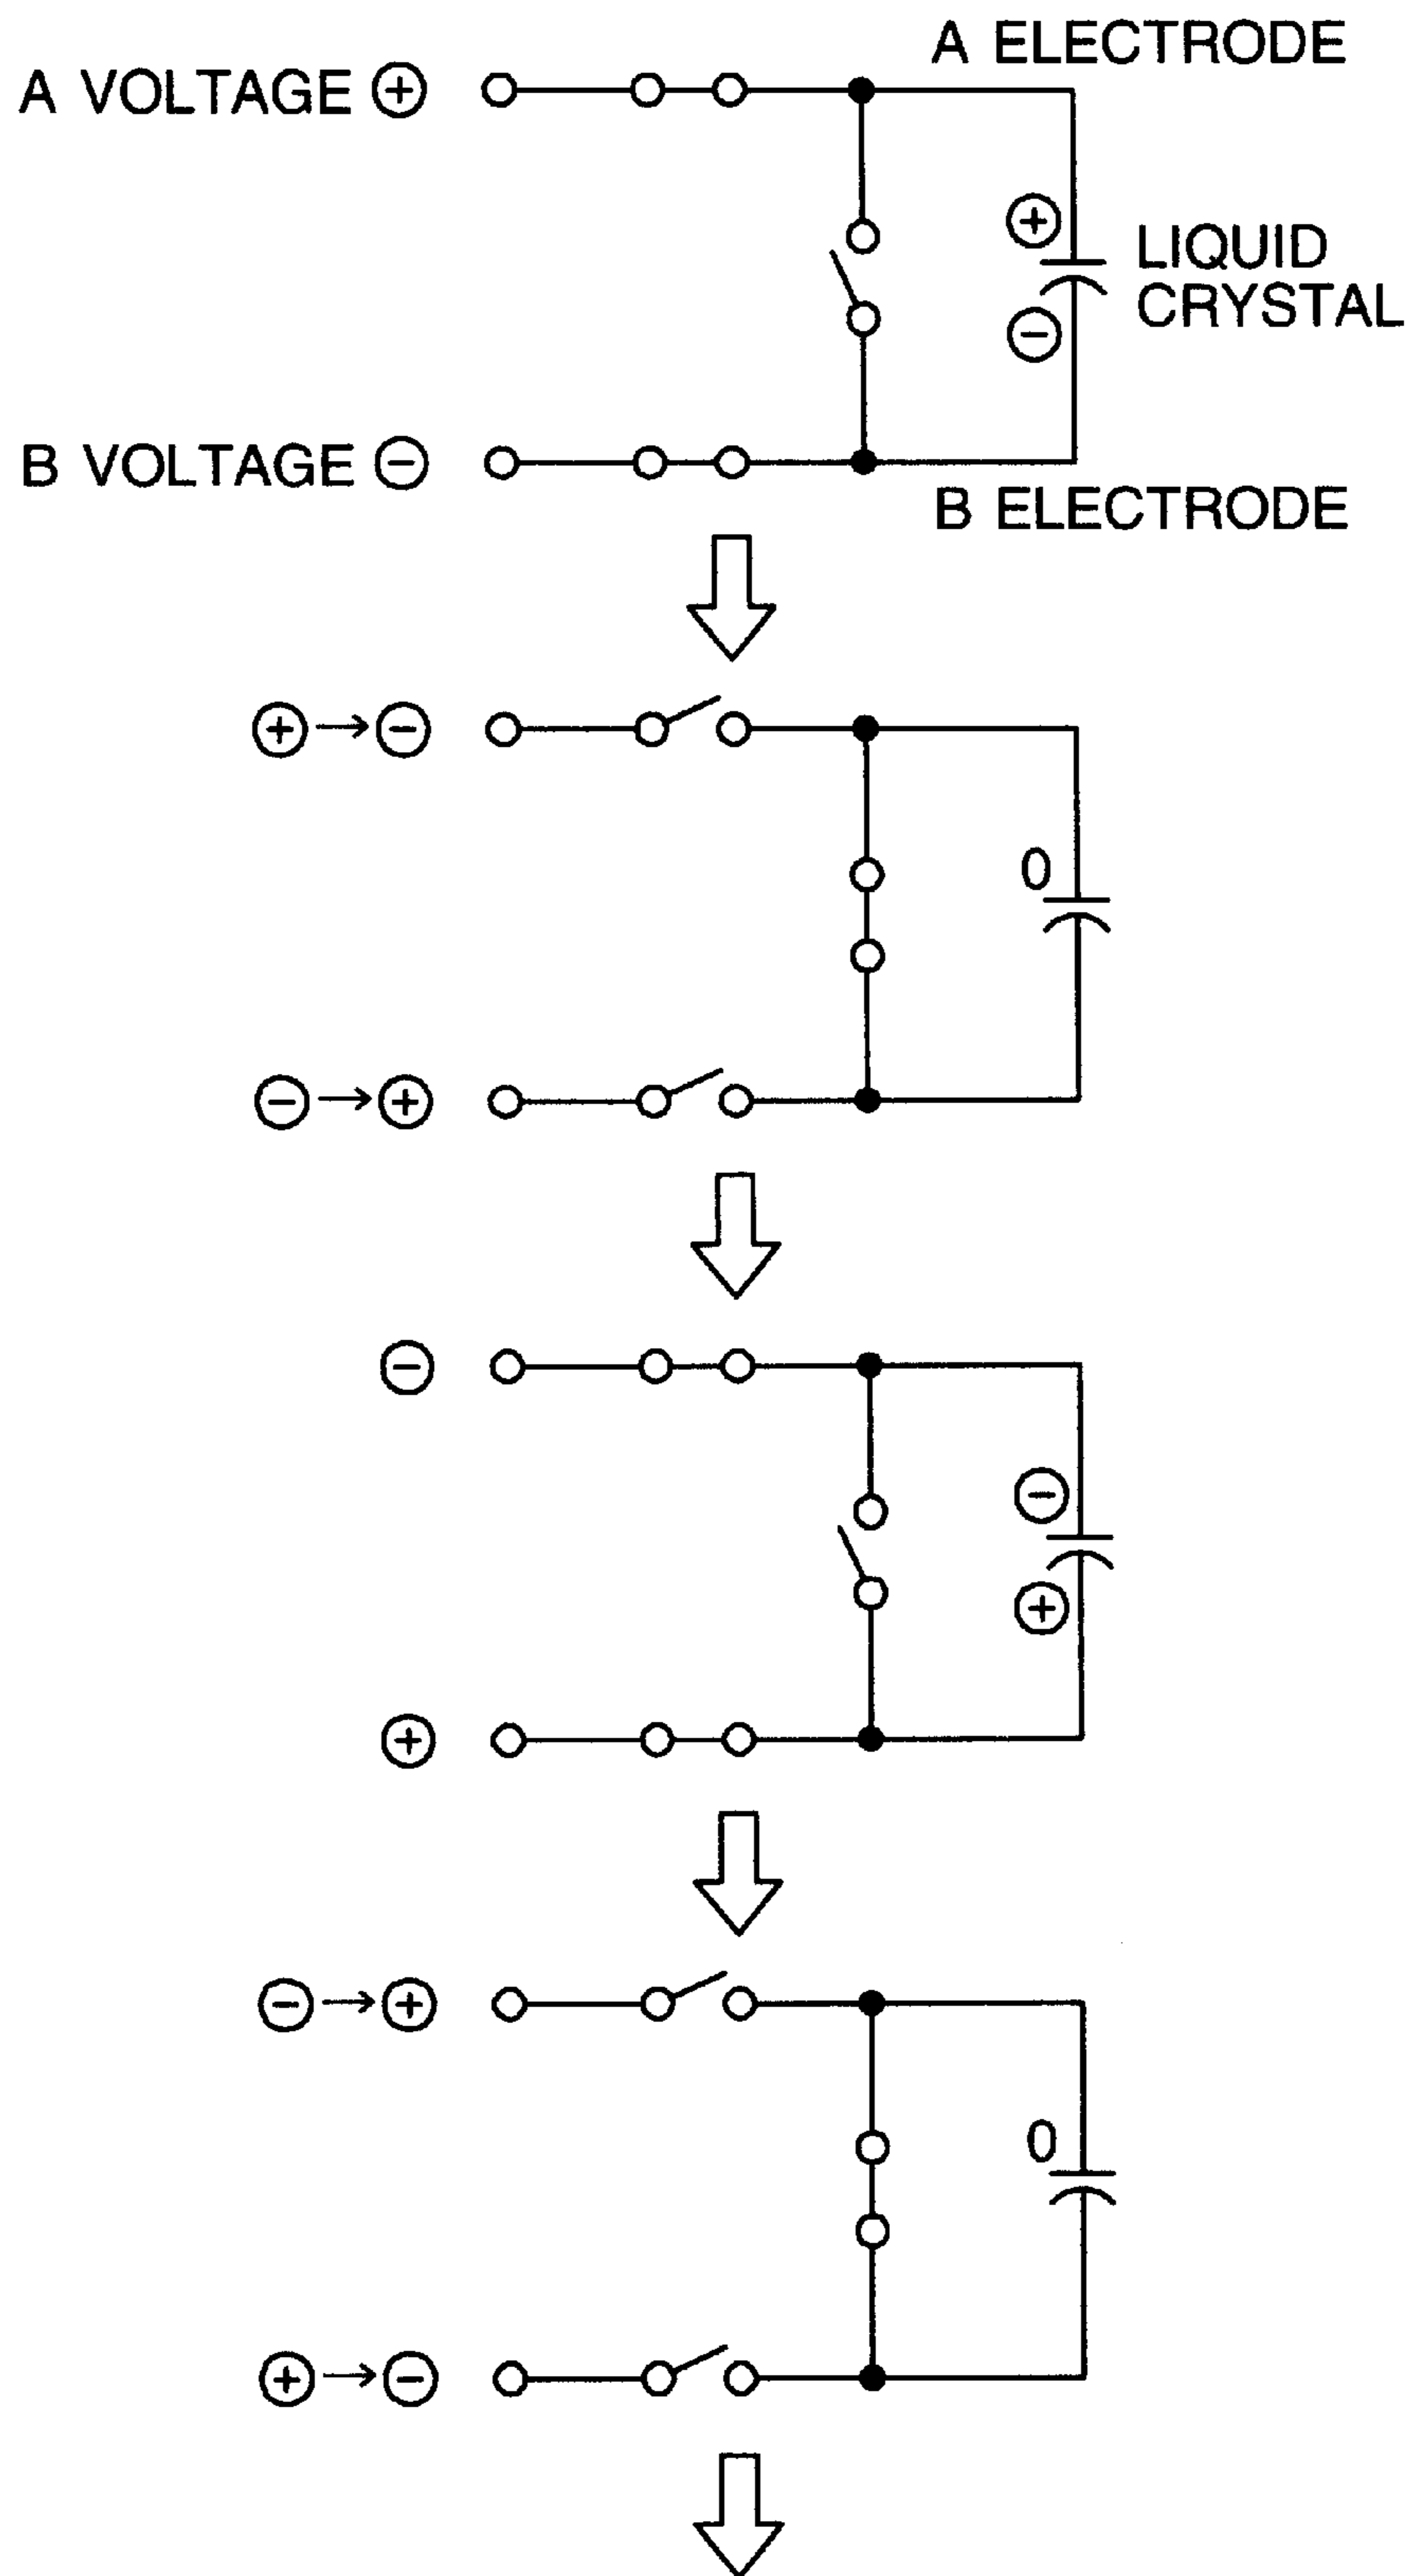 A ELECTRODE
A VOLTAGE ⊕
⊕
LIQUID
CRYSTAL
⊖
B VOLTAGE ⊖
B ELECTRODE
⊕→⊖
0
⊖→⊕
⊖
⊖
⊕
⊕
⊖→⊕
0
⊕→⊖